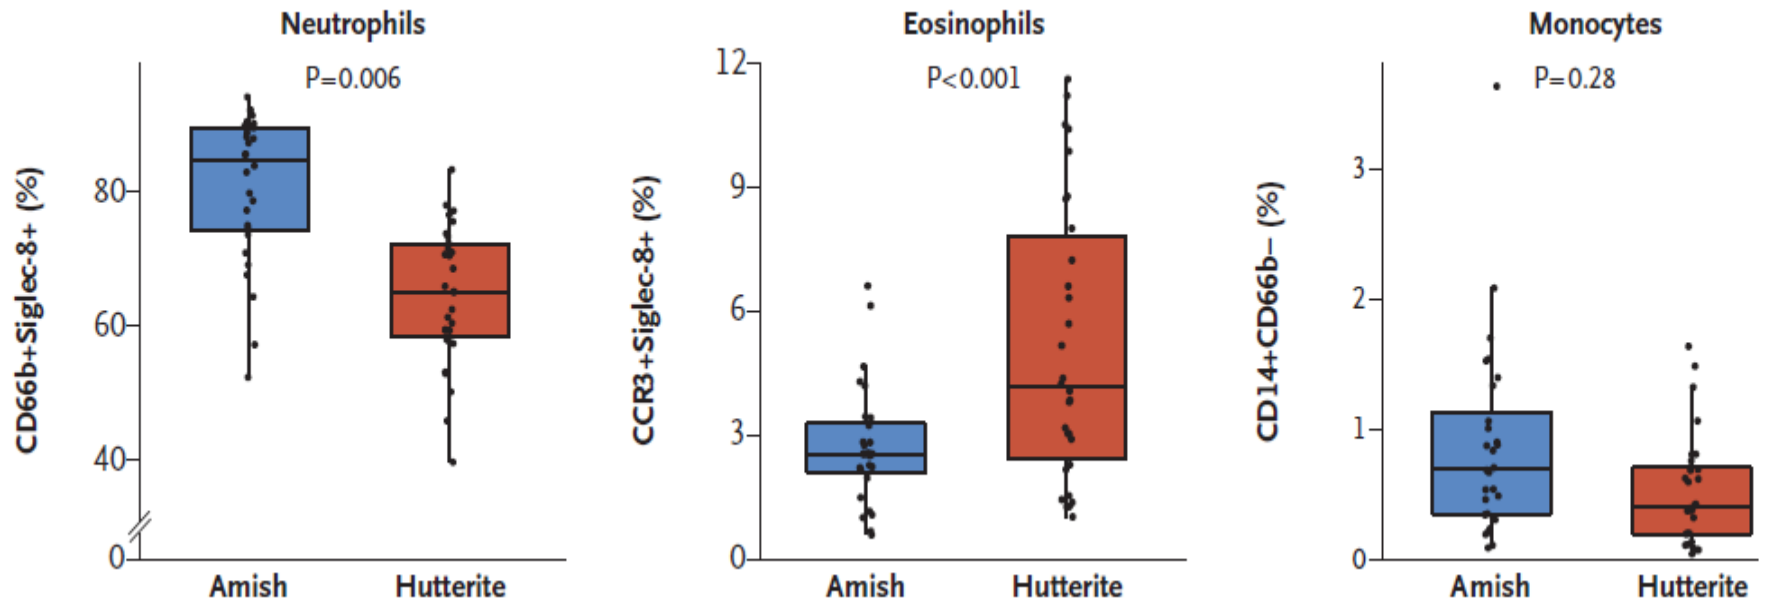 Neutrophils
P=0.006
CD66b+Siglec-8+ (%)
80
60
40
0
Amish Hutterite
Eosinophils
P<0.001
CCR3+Siglec-8+ (%)
12
9
6
3
0
Amish Hutterite
Monocytes
P=0.28
CD14+CD66b− (%)
3
2
1
0
Amish Hutterite